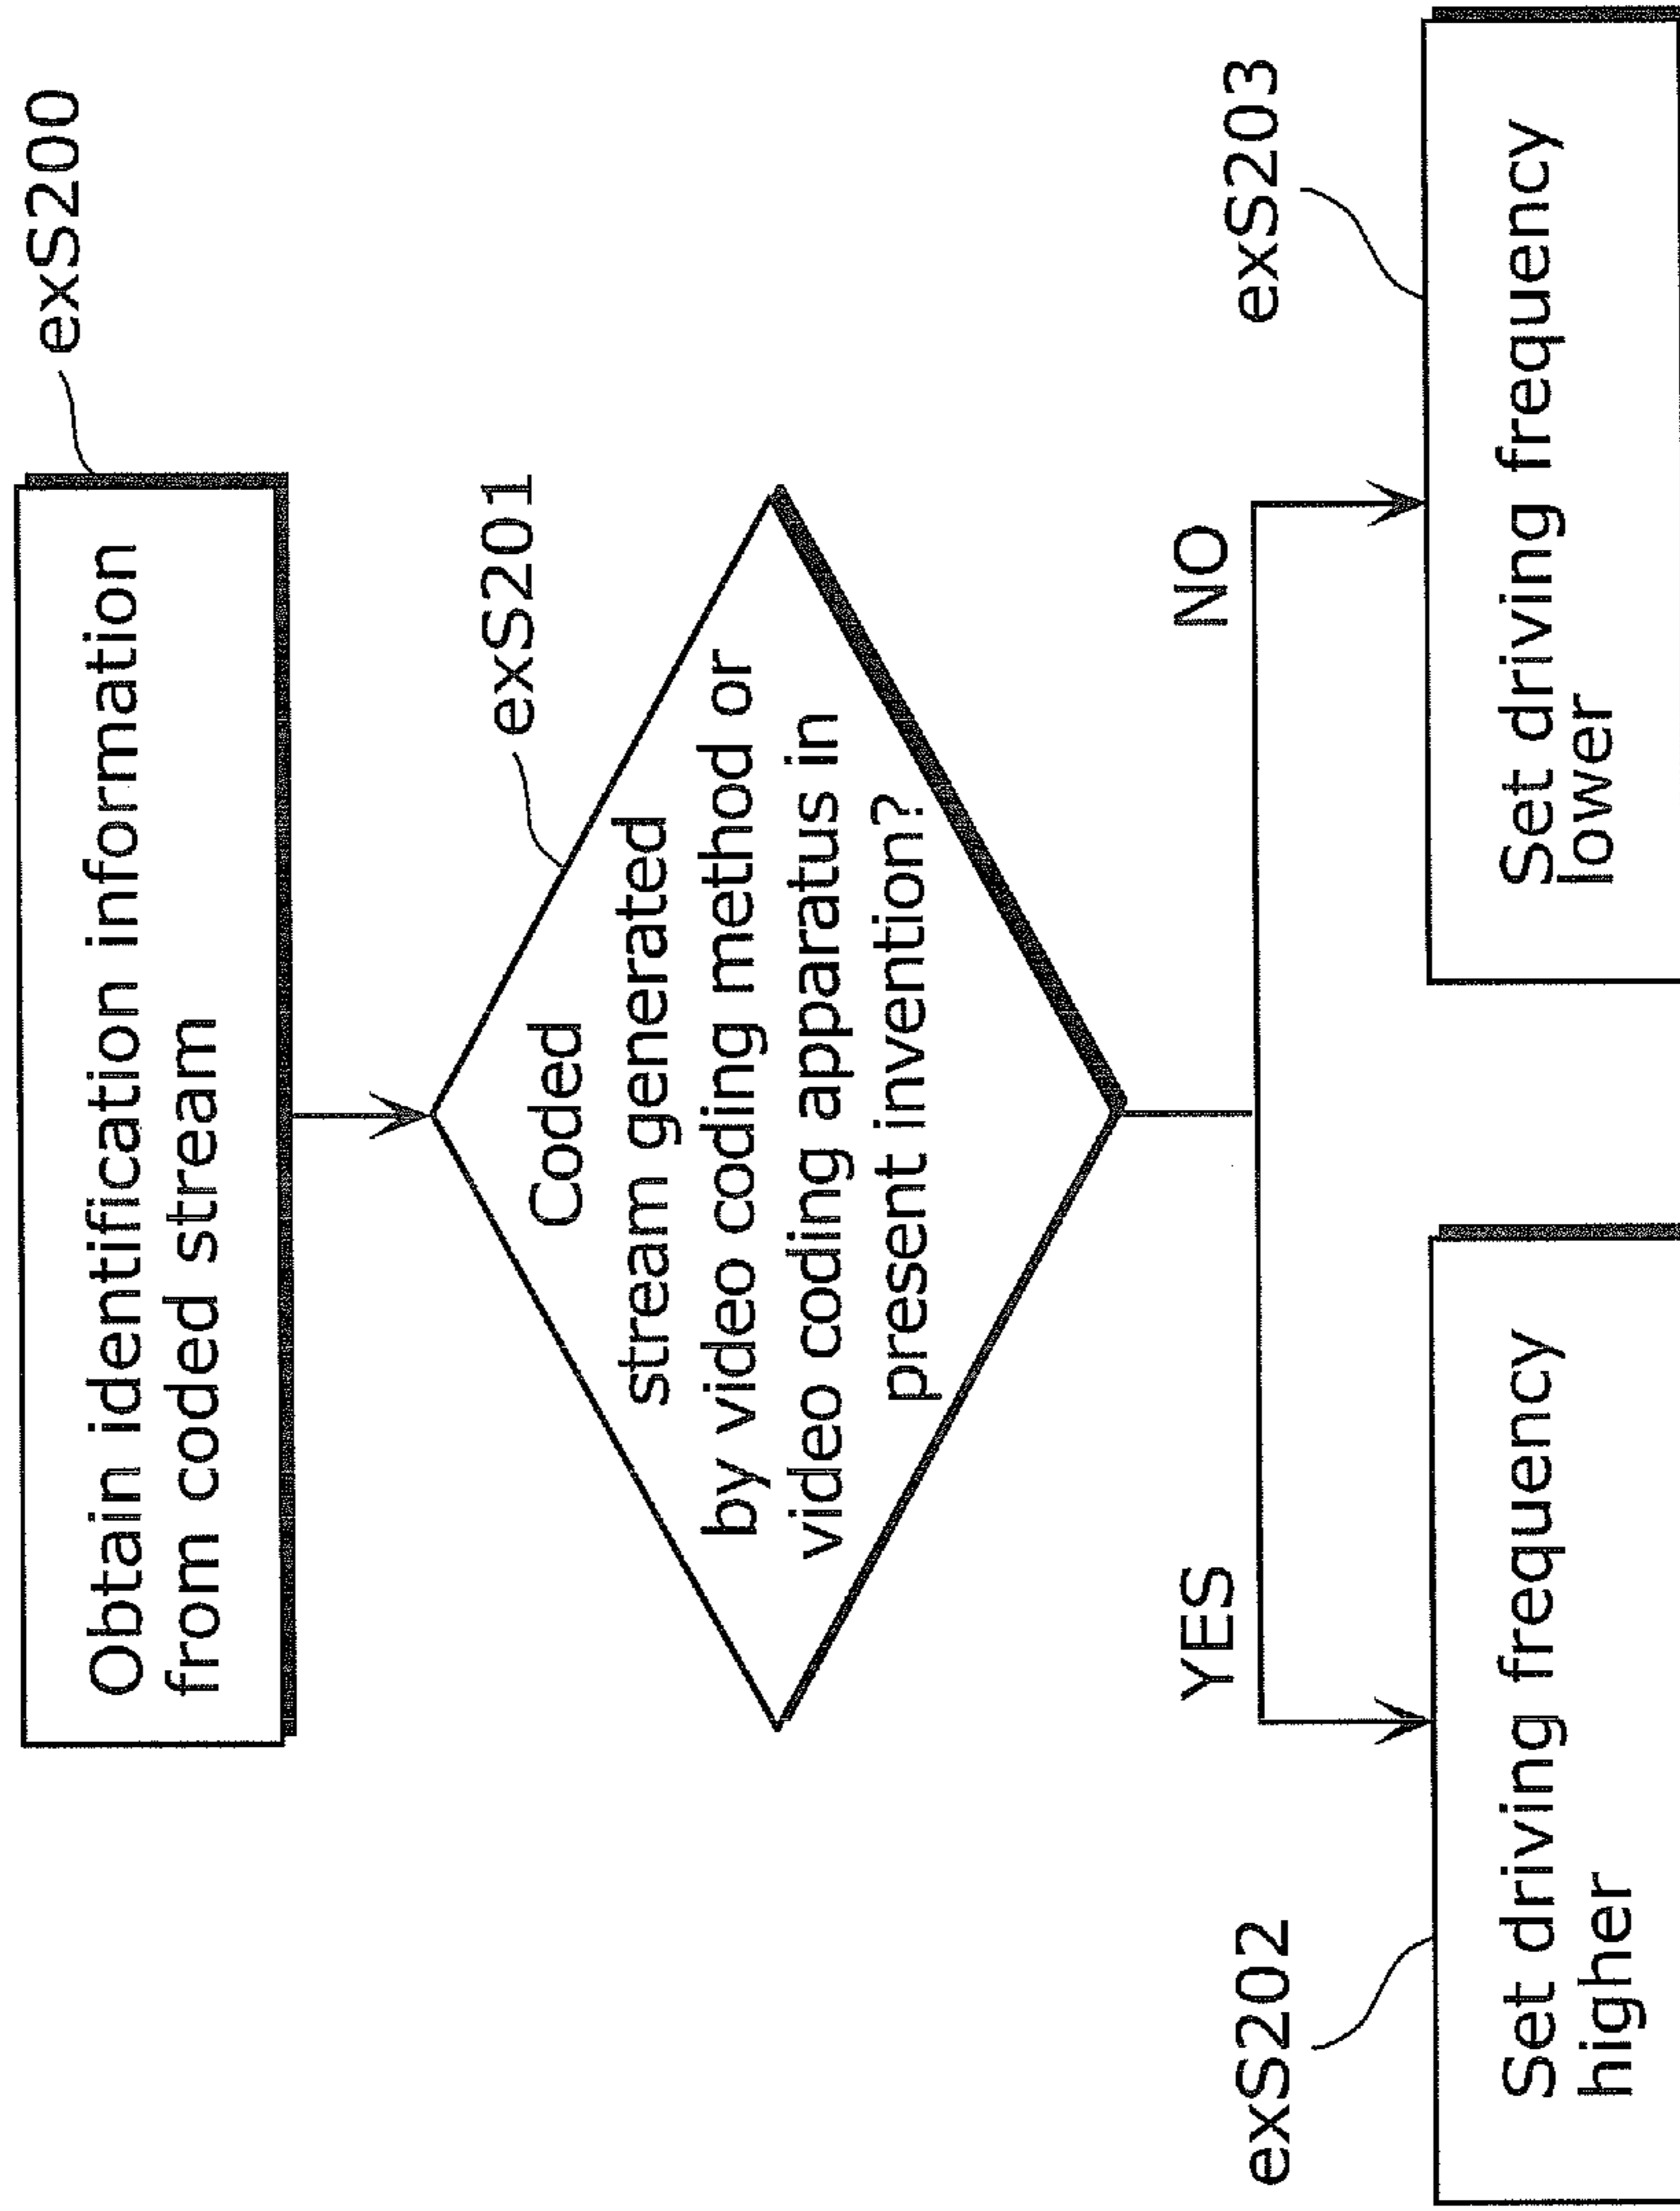 exS200
Obtain identification information
from coded stream
exS201
Coded
stream generated
by video coding method or
video coding apparatus in
present invention?
YES
NO
exS202
exS203
Set driving frequency
higher
Set driving frequency
lower